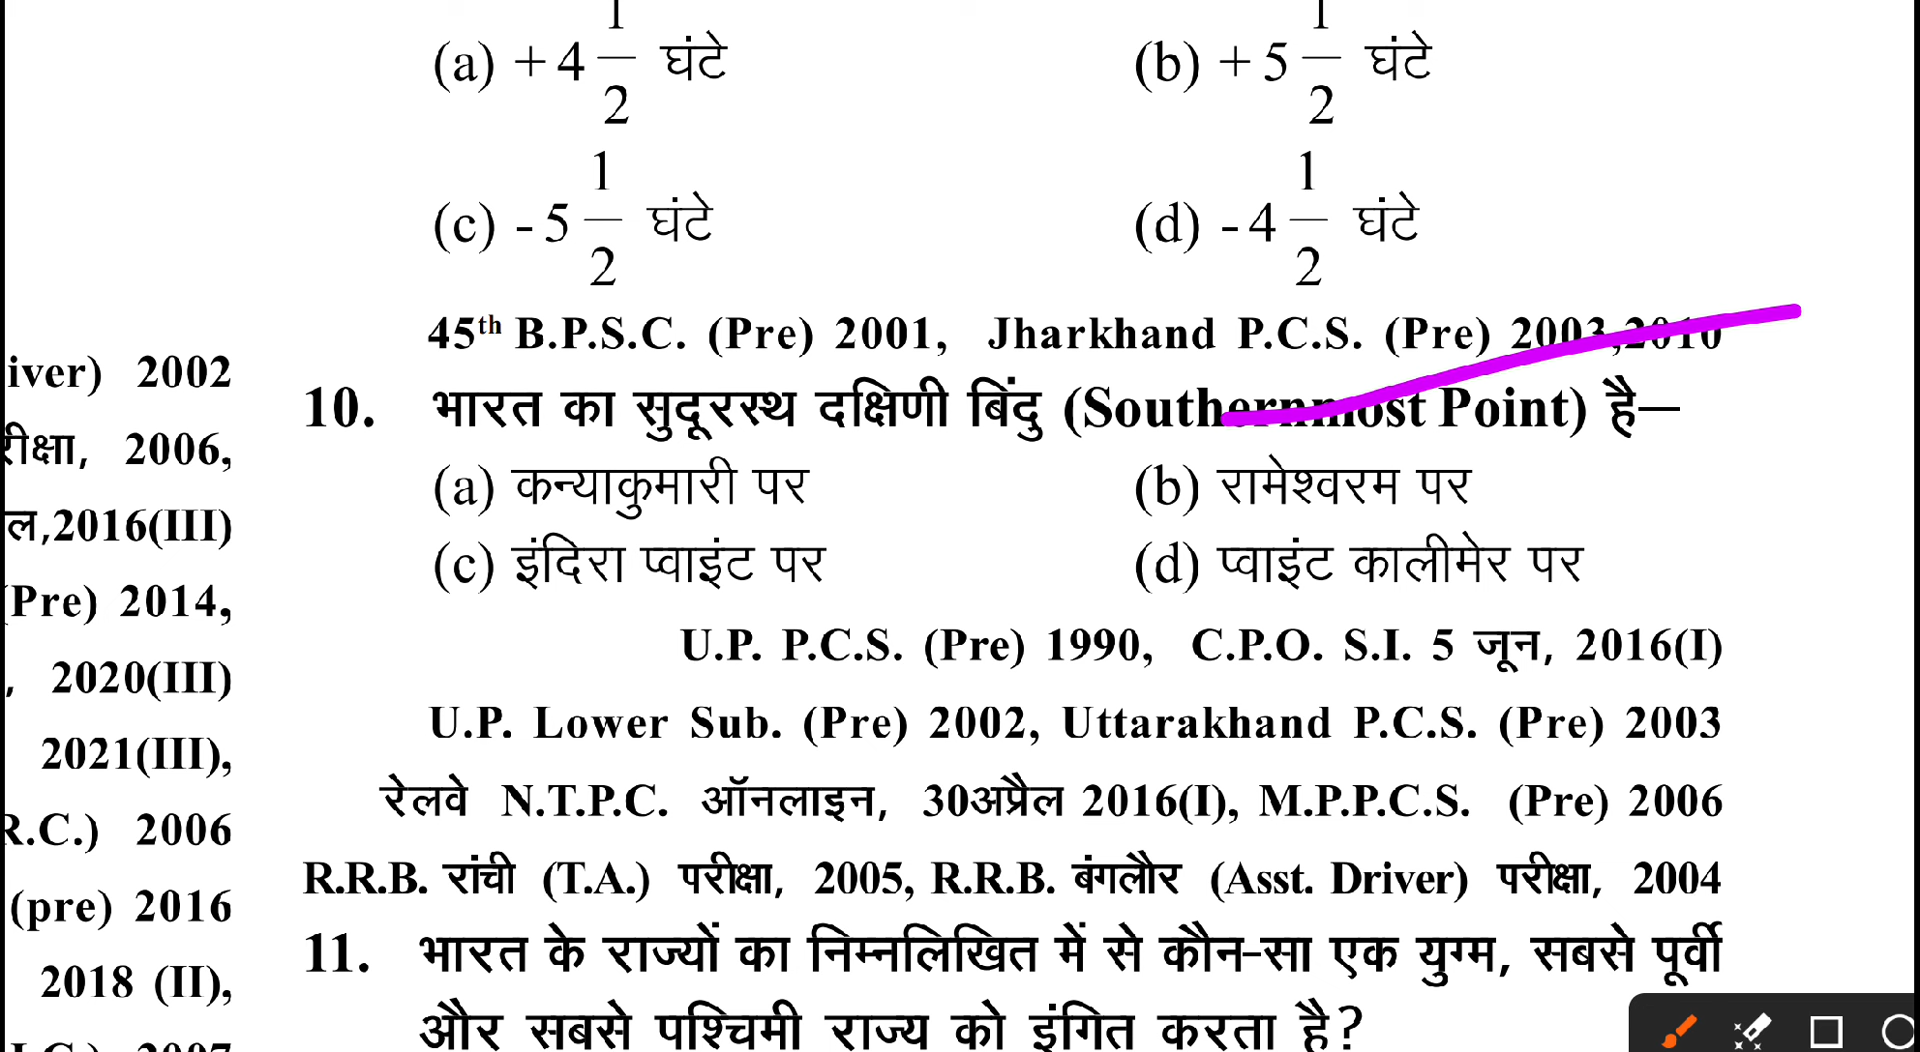 (a) + 4 1/2 घंटे (b) + 5 1/2 घंटे
(c) - 5 1/2 घंटे (d) - 4 1/2 घंटे
45th B.P.S.C. (Pre) 2001, Jharkhand P.C.S. (Pre) 2003,2010
10. भारत का सुदूरस्थ दक्षिणी बिंदु (Southernmost Point) है—
(a) कन्याकुमारी पर (b) रामेश्वरम पर
(c) इंदिरा प्वाइंट पर (d) प्वाइंट कालीमेर पर
U.P. P.C.S. (Pre) 1990, C.P.O. S.I. 5 जून, 2016(I)
U.P. Lower Sub. (Pre) 2002, Uttarakhand P.C.S. (Pre) 2003
रेलवे N.T.P.C. ऑनलाइन, 30अप्रैल 2016(I), M.P.P.C.S. (Pre) 2006
R.R.B. रांची (T.A.) परीक्षा, 2005, R.R.B. बंगलौर (Asst. Driver) परीक्षा, 2004
11. भारत के राज्यों का निम्नलिखित में से कौन-सा एक युग्म, सबसे पूर्वी
और सबसे पश्चिमी राज्य को इंगित करता है?
iver) 2002
रीक्षा, 2006,
ल,2016(III)
(Pre) 2014,
, 2020(III)
2021(III),
R.C.) 2006
(pre) 2016
2018 (II),